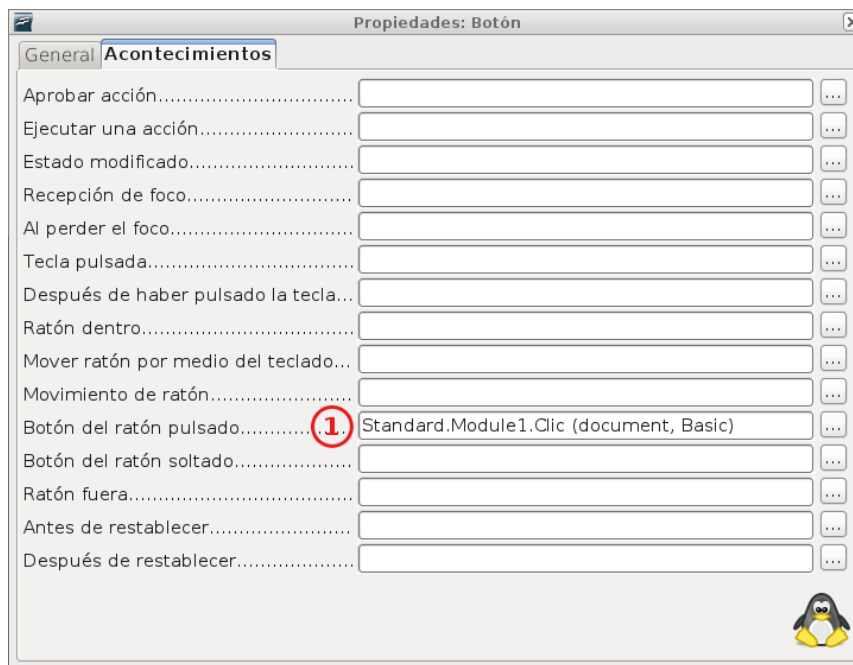 Propiedades: Botón
General Acontecimientos
Aprobar acción................................. ...
Ejecutar una acción.......................... ...
Estado modificado............................ ...
Recepción de foco............................ ...
Al perder el foco............................... ...
Tecla pulsada................................... ...
Después de haber pulsado la tecla... ...
Ratón dentro.................................... ...
Mover ratón por medio del teclado... ...
Movimiento de ratón........................ ...
Botón del ratón pulsado................... 1 Standard.Module1.Clic (document, Basic) ...
Botón del ratón soltado.................... ...
Ratón fuera...................................... ...
Antes de restablecer........................ ...
Después de restablecer.................... ...